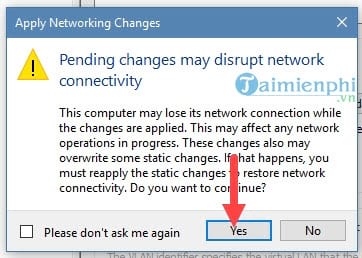 Apply Networking Changes
Pending changes may disrupt network
connectivity
Taimienphi
.vn
This computer may lose its network connection while
the changes are applied. This may affect any network
operations in progress. These changes also may
overwrite some static changes. If that happens, you
must reapply the static changes to restore network
connectivity. Do you want to continue?
Please don't ask me again
Yes
No
The VLAN identifier specifies the virtual LAN that the